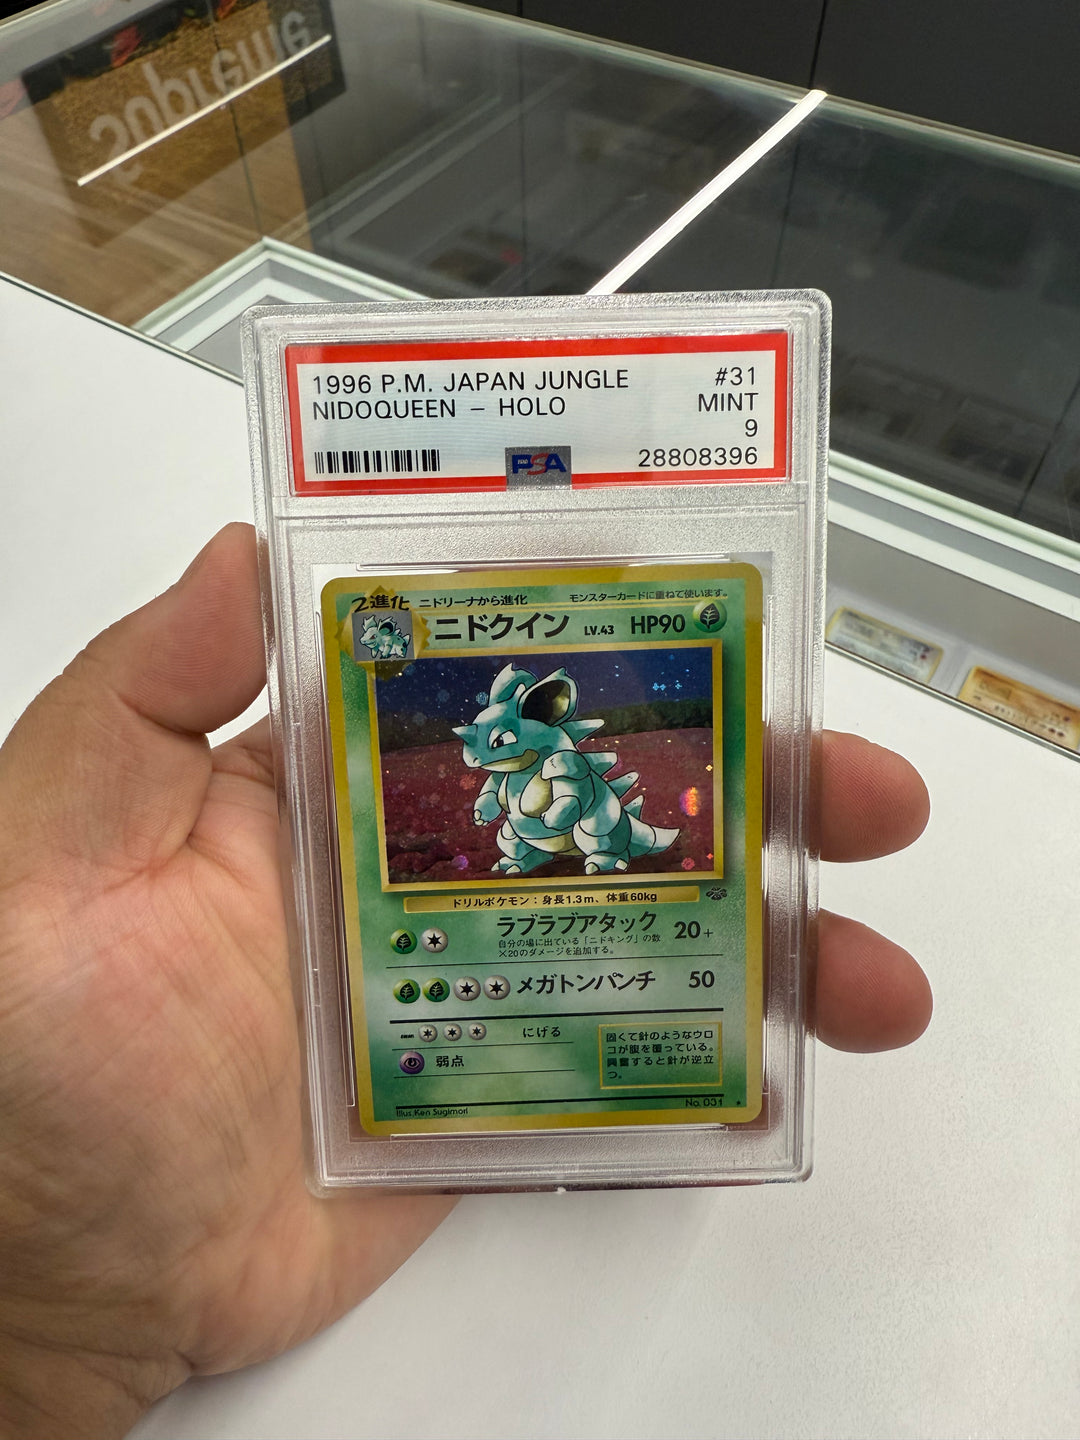 1996 P.M. JAPAN JUNGLE #31
NIDOQUEEN - HOLO MINT
9
PSA 28808396
2進化 ニドリーナから進化 モンスターカードに重ねて使います。
ニドクイン LV.43 HP90
ドリルポケモン：身長1.3m、体重60kg
ラブラブアタック 20+
自分の場に出ている「ニドキング」の数
×20のダメージを追加する。
メガトンパンチ 50
にげる
弱点
固くて針のようなウロ
コが腹を覆っている。
興奮すると針が逆立
つ。
Illus.Ken Sugimori No.031